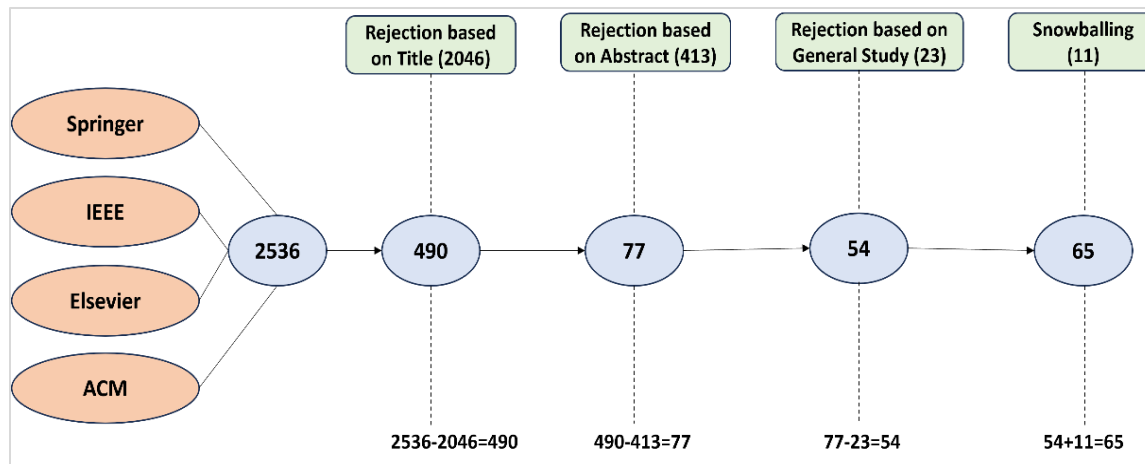 Rejection based
on Title (2046)
Rejection based
on Abstract (413)
Rejection based on
General Study (23)
Snowballing
(11)
Springer
IEEE
Elsevier
ACM
2536
490
77
54
65
2536-2046=490
490-413=77
77-23=54
54+11=65